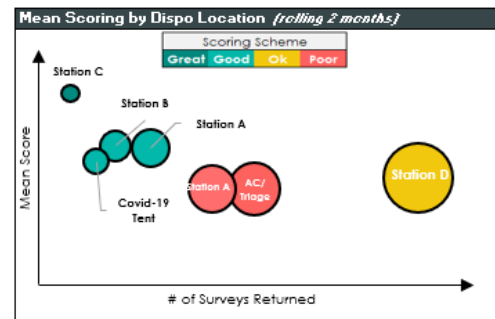 Mean Scoring by Dispo Location (rolling 2 months)
Scoring Scheme
Great Good Ok Poor
Station C
Station B
Station A
Station A
AC/
Triage
Station D
Covid-19
Tent
Mean Score
# of Surveys Returned